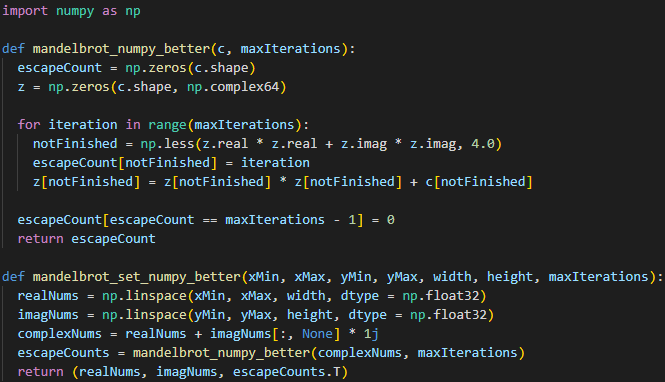 import numpy as np

def mandelbrot_numpy_better(c, maxIterations):
  escapeCount = np.zeros(c.shape)
  z = np.zeros(c.shape, np.complex64)

  for iteration in range(maxIterations):
    notFinished = np.less(z.real * z.real + z.imag * z.imag, 4.0)
    escapeCount[notFinished] = iteration
    z[notFinished] = z[notFinished] * z[notFinished] + c[notFinished]

  escapeCount[escapeCount == maxIterations - 1] = 0
  return escapeCount

def mandelbrot_set_numpy_better(xMin, xMax, yMin, yMax, width, height, maxIterations):
  realNums = np.linspace(xMin, xMax, width, dtype = np.float32)
  imagNums = np.linspace(yMin, yMax, height, dtype = np.float32)
  complexNums = realNums + imagNums[:, None] * 1j
  escapeCounts = mandelbrot_numpy_better(complexNums, maxIterations)
  return (realNums, imagNums, escapeCounts.T)